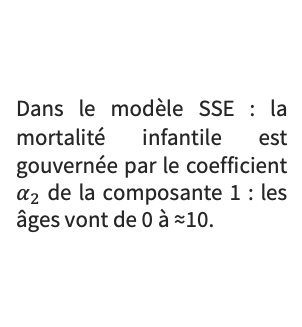 Dans le modèle SSE : la
mortalité infantile est
gouvernée par le coefficient
α₂ de la composante 1 : les
âges vont de 0 à ≈10.